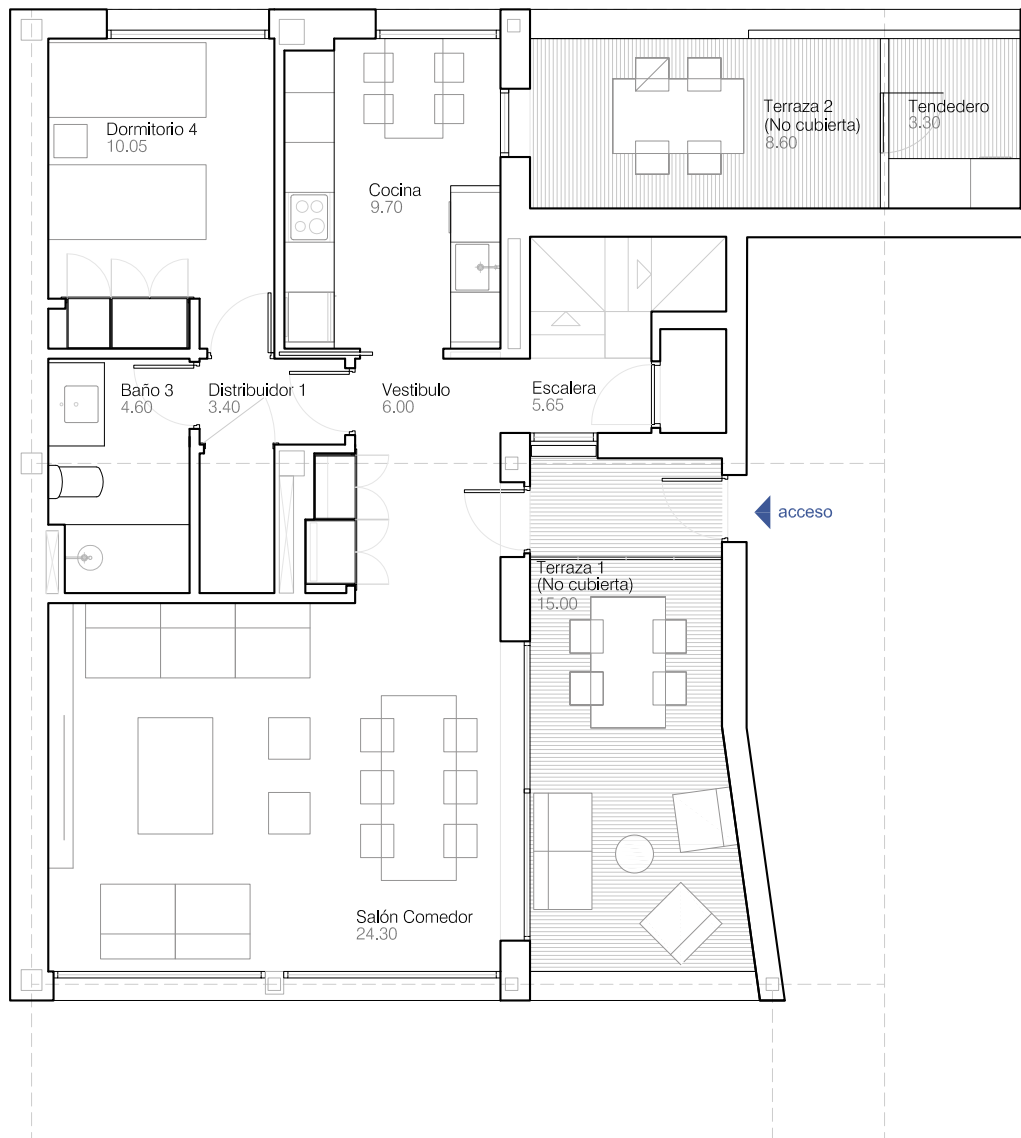 Dormitorio 4
10.05
Cocina
9.70
Terraza 2
(No cubierta)
8.60
Tendedero
3.30
Baño 3
4.60
Distribuidor 1
3.40
Vestibulo
6.00
Escalera
5.65
acceso
Terraza 1
(No cubierta)
15.00
Salón Comedor
24.30